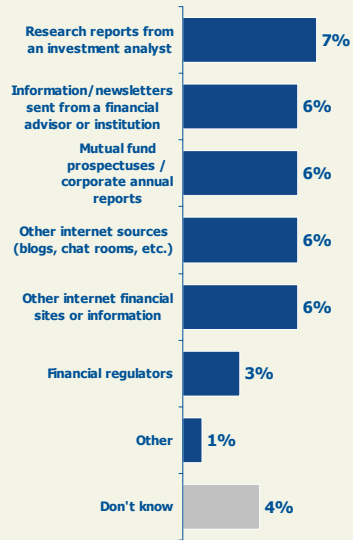 Research reports from
an investment analyst
7%
Information/newsletters
sent from a financial
advisor or institution
6%
Mutual fund
prospectuses /
corporate annual
reports
6%
Other internet sources
(blogs, chat rooms, etc.)
6%
Other internet financial
sites or information
6%
Financial regulators
3%
Other
1%
Don't know
4%